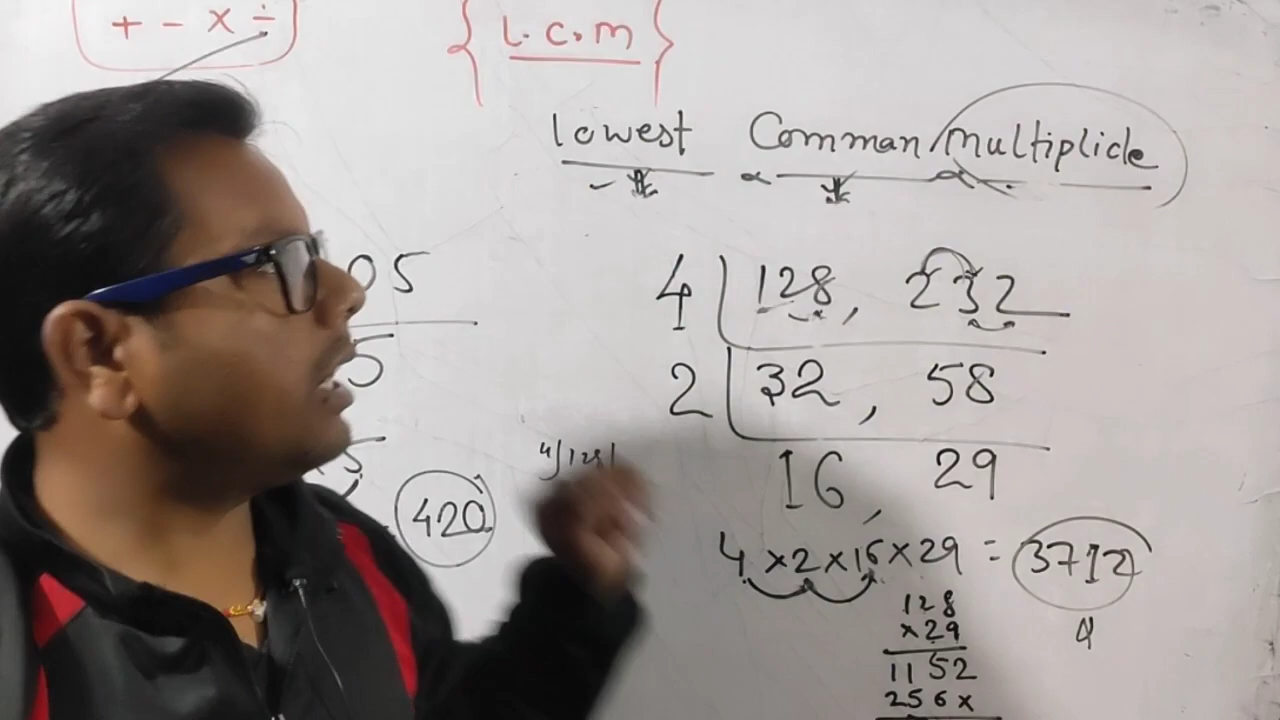 + - × ÷
{ L.C.M }
Lowest Comman Multiplicle
05
4 128, 232
5
2 32, 58
4)128(
16, 29
420
4 × 2 × 16 × 29 = 3712
128
× 29
1152
256×